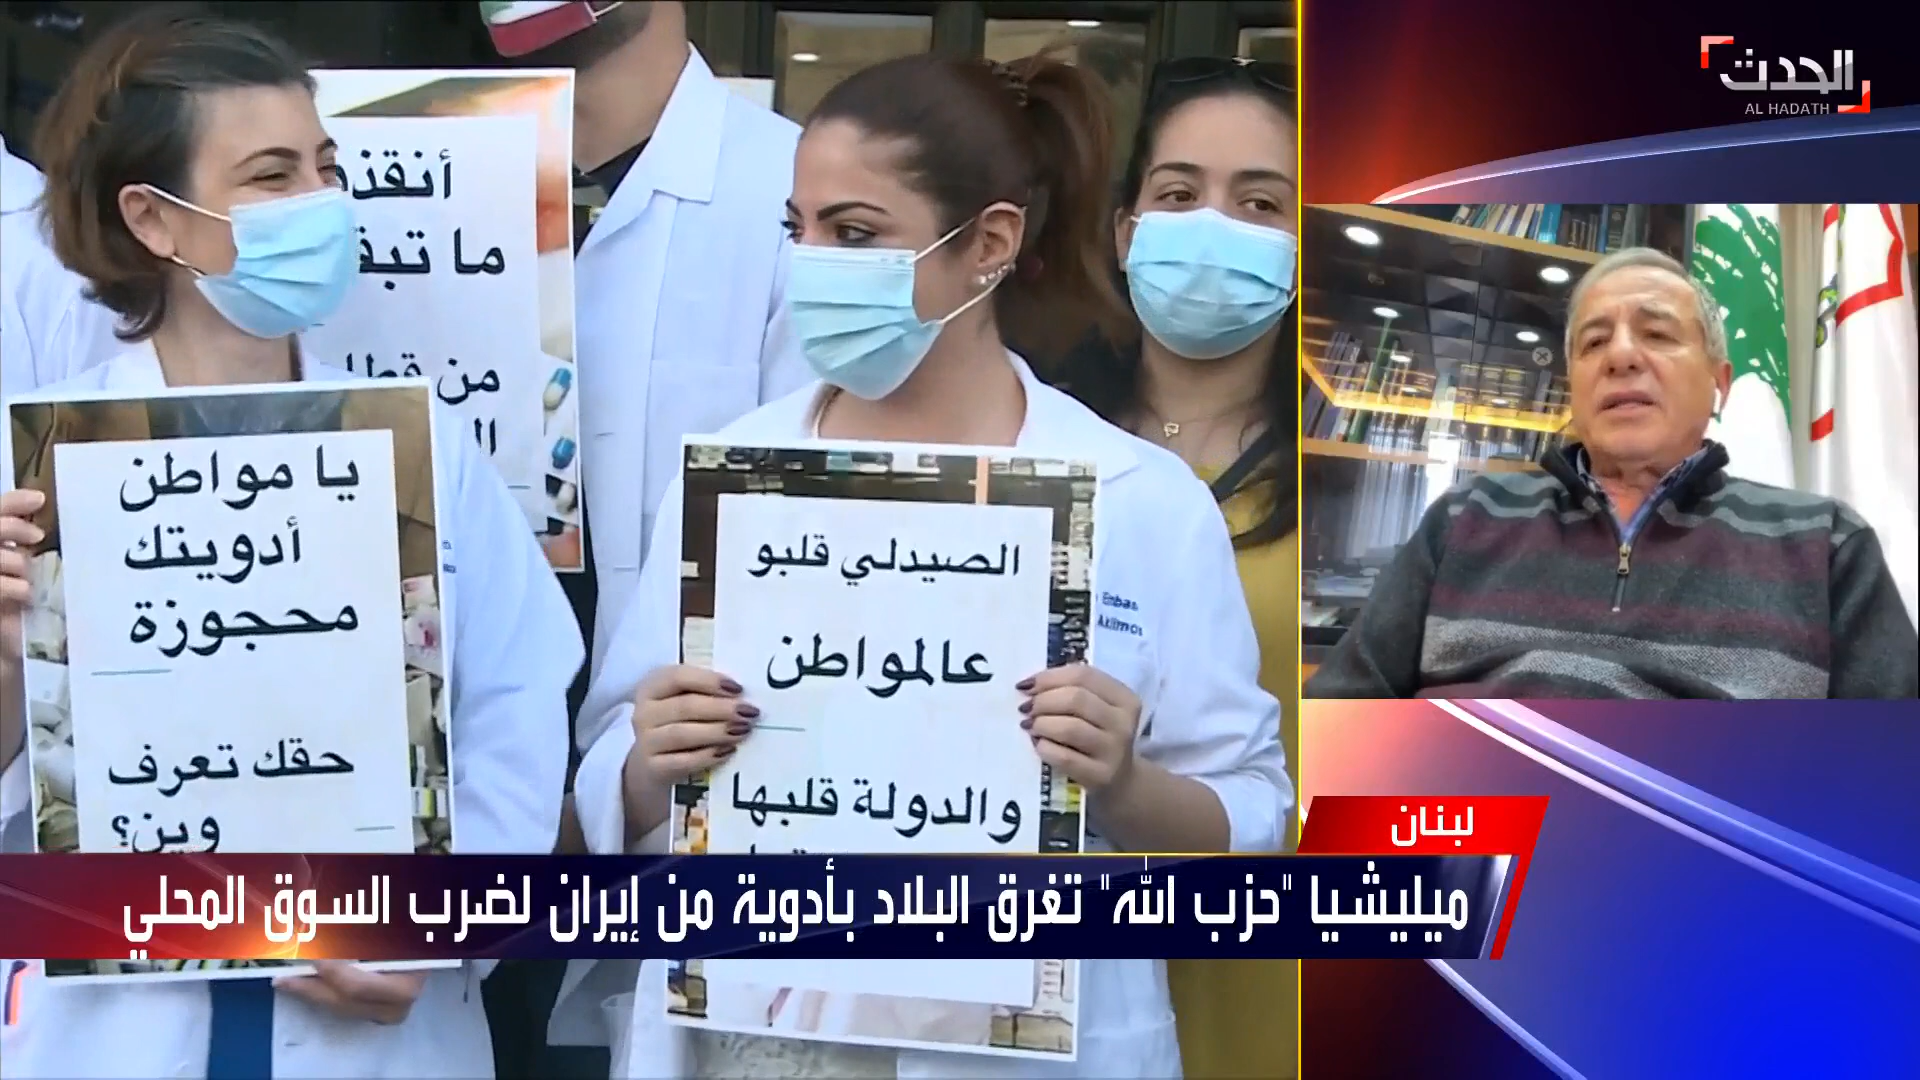 الحدث
AL HADATH
أنقذ
ما
من
يا مواطن
أدويتك
محجوزة
حقك تعرف
وين؟
الصيدلي قلبو
عالمواطن
والدولة قلبها
لبنان
ميليشيا "حزب الله" تغرق البلاد بأدوية من إيران لضرب السوق المحلي